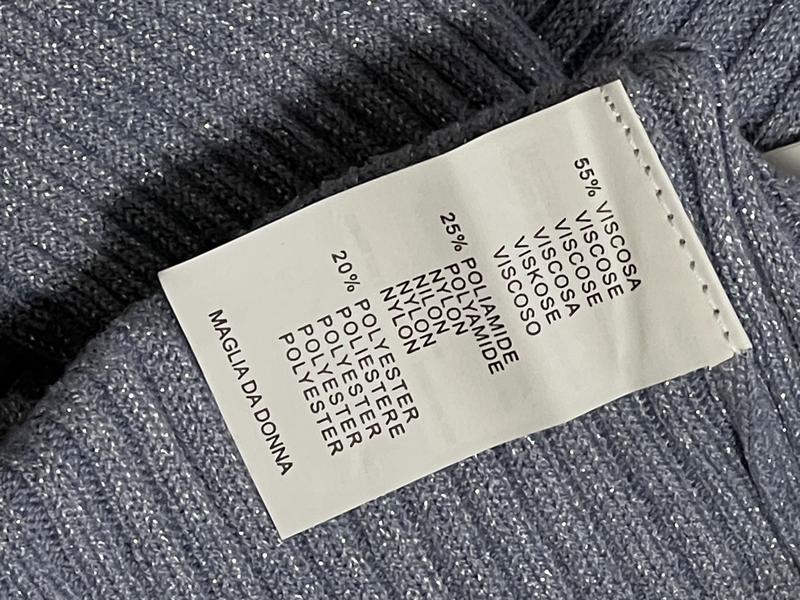 55% VISCOSA
VISCOSE
VISCOSE
VISCOSA
VISKOSE
VISCOSO
25% POLIAMIDE
POLYAMIDE
NYLON
NILON
NYLON
NYLON
20% POLYESTER
POLIESTERE
POLYESTER
POLYESTER
POLYESTER
MAGLIA DA DONNA